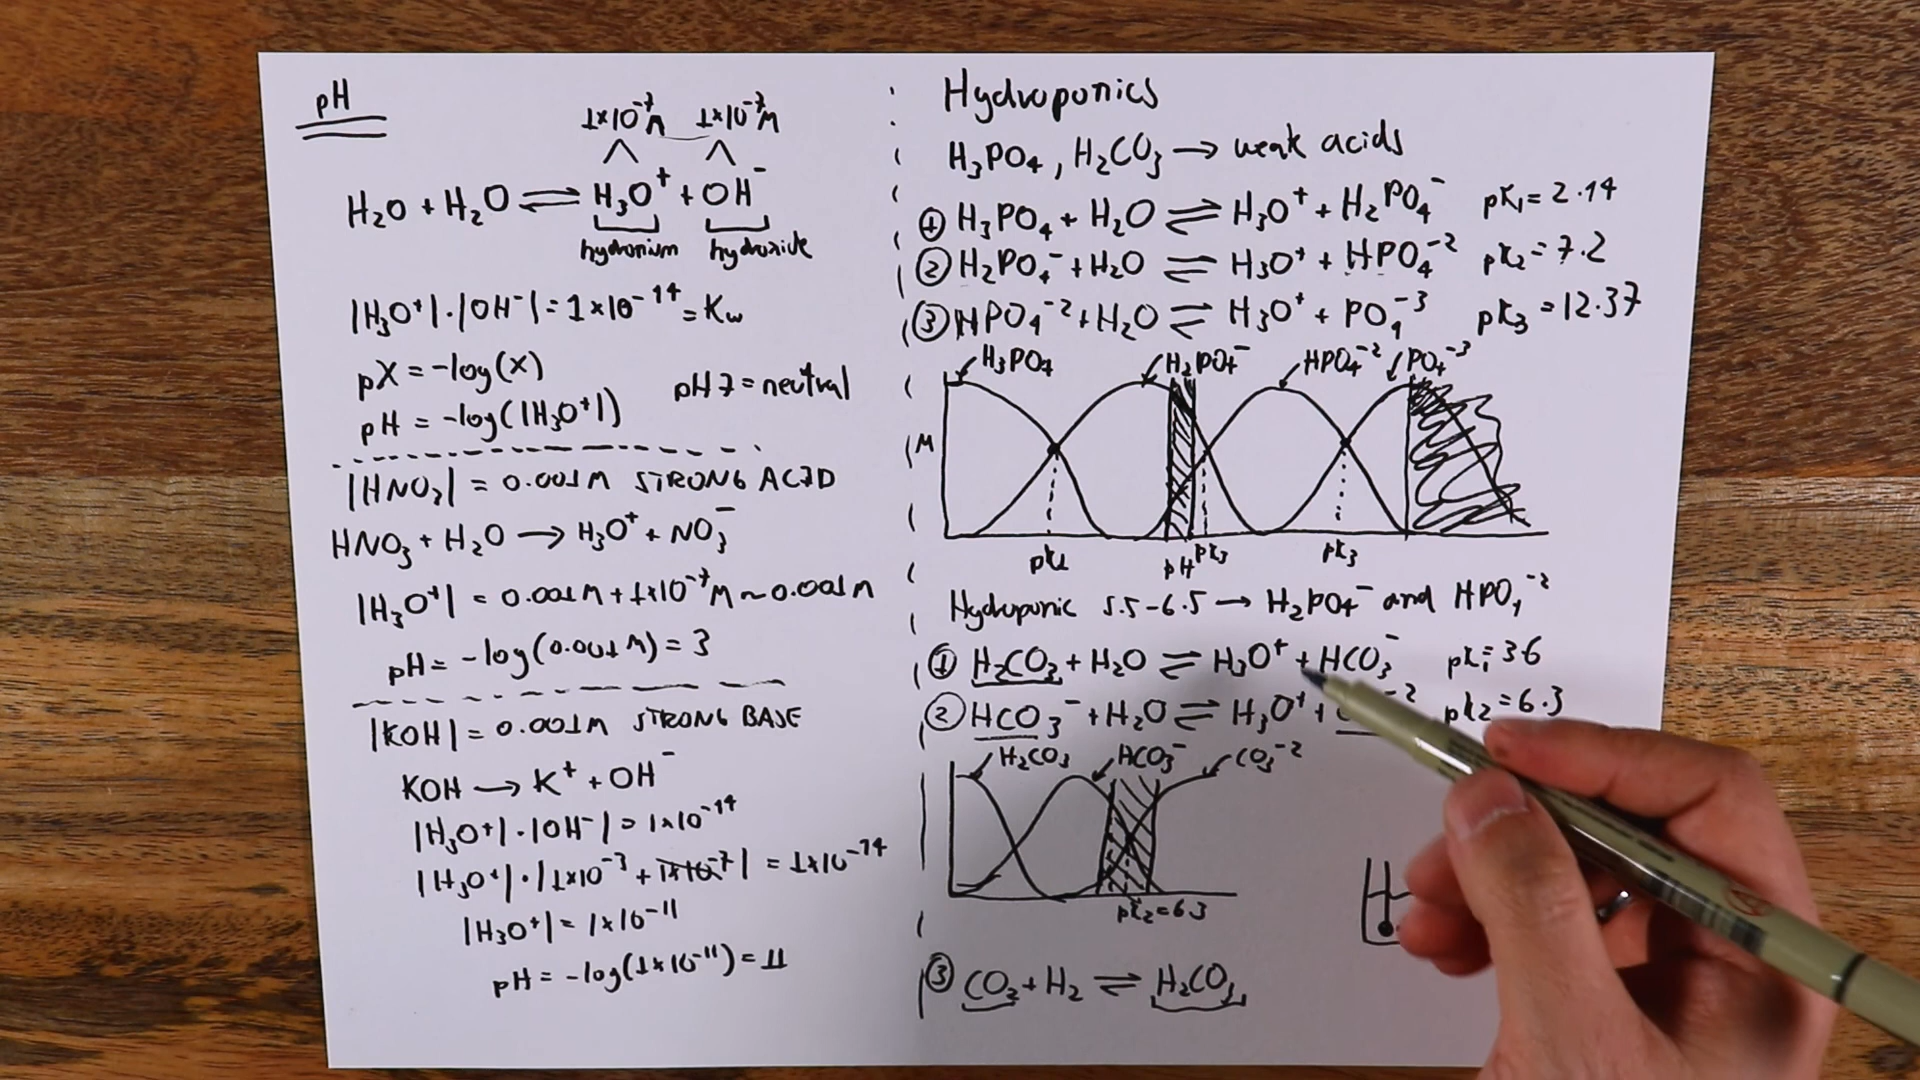 pH
1×10⁻⁷M 1×10⁻⁷M
H₂O + H₂O ⇌ H₃O⁺ + OH⁻
hydronium hydroxide
|H₃O⁺|·|OH⁻| = 1×10⁻¹⁴ = Kw
pX = -log(x)
pH 7 = neutral
pH = -log(|H₃O⁺|)
|HNO₃| = 0.001M STRONG ACID
HNO₃ + H₂O → H₃O⁺ + NO₃⁻
|H₃O⁺| = 0.001M + 1×10⁻⁷M ~ 0.001M
pH = -log(0.001M) = 3
|KOH| = 0.001M STRONG BASE
KOH → K⁺ + OH⁻
|H₃O⁺|·|OH⁻| = 1×10⁻¹⁴
|H₃O⁺|·|1×10⁻³ + 1×10⁻⁷| = 1×10⁻¹⁴
|H₃O⁺| = 1×10⁻¹¹
pH = -log(1×10⁻¹¹) = 11
Hydroponics
H₃PO₄, H₂CO₃ → weak acids
① H₃PO₄ + H₂O ⇌ H₃O⁺ + H₂PO₄⁻ pK₁ = 2.14
② H₂PO₄⁻ + H₂O ⇌ H₃O⁺ + HPO₄⁻² pK₂ = 7.2
③ HPO₄⁻² + H₂O ⇌ H₃O⁺ + PO₄⁻³ pK₃ = 12.37
H₃PO₄ H₂PO₄⁻ HPO₄⁻² PO₄⁻³
M
pK₁ pH pK₃ pK₃
Hydroponic 5.5-6.5 → H₂PO₄⁻ and HPO₄⁻²
① H₂CO₃ + H₂O ⇌ H₃O⁺ + HCO₃⁻ pK₁ = 3.6
② HCO₃⁻ + H₂O ⇌ H₃O⁺ + ⁻² pK₂ = 6.3
H₂CO₃ HCO₃⁻ CO₃⁻²
pK₂ = 6.3
③ CO₂ + H₂ ⇌ H₂CO₃